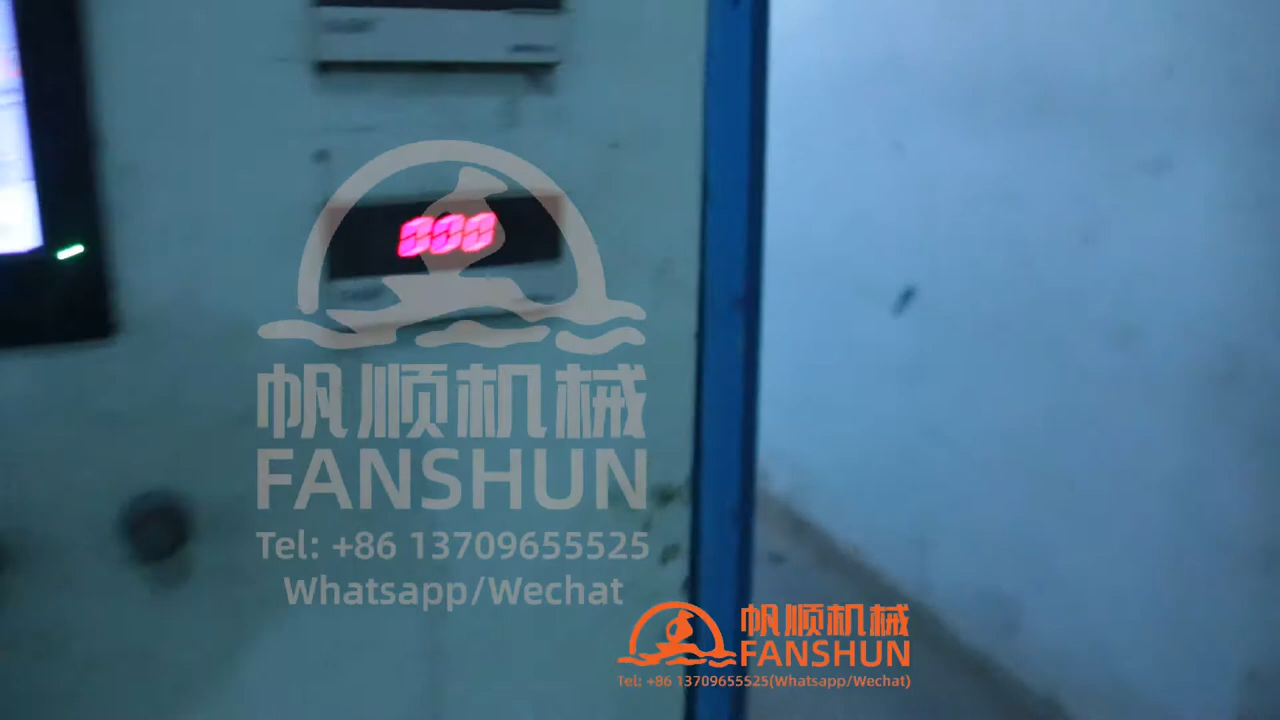 000
帆顺机械
FANSHUN
Tel: +86 13709655525
Whatsapp/Wechat
帆顺机械
FANSHUN
Tel: +86 13709655525(Whatsapp/Wechat)